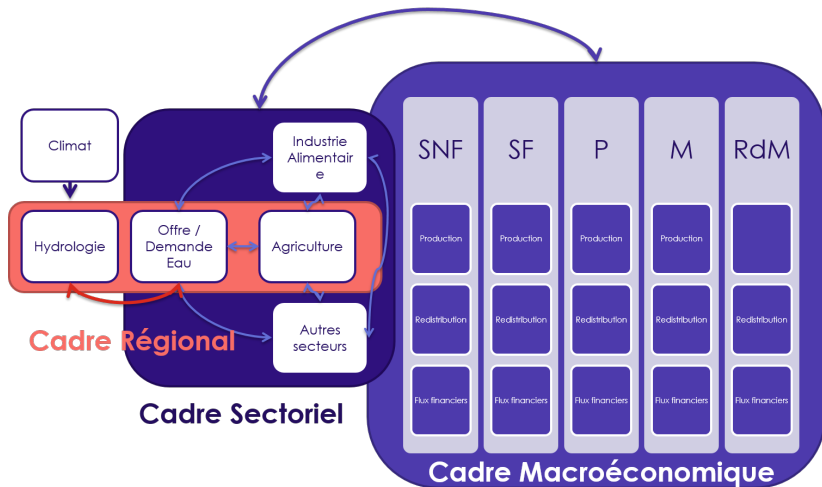 Climat
Hydrologie
Offre /
Demande
Eau
Agriculture
Industrie
Alimentair
e
Autres
secteurs
Cadre Régional
Cadre Sectoriel
SNF
SF
P
M
RdM
Production
Production
Production
Production
Redistribution
Redistribution
Redistribution
Redistribution
Redistribution
Flux financiers
Flux financiers
Flux financiers
Flux financiers
Flux financiers
Cadre Macroéconomique